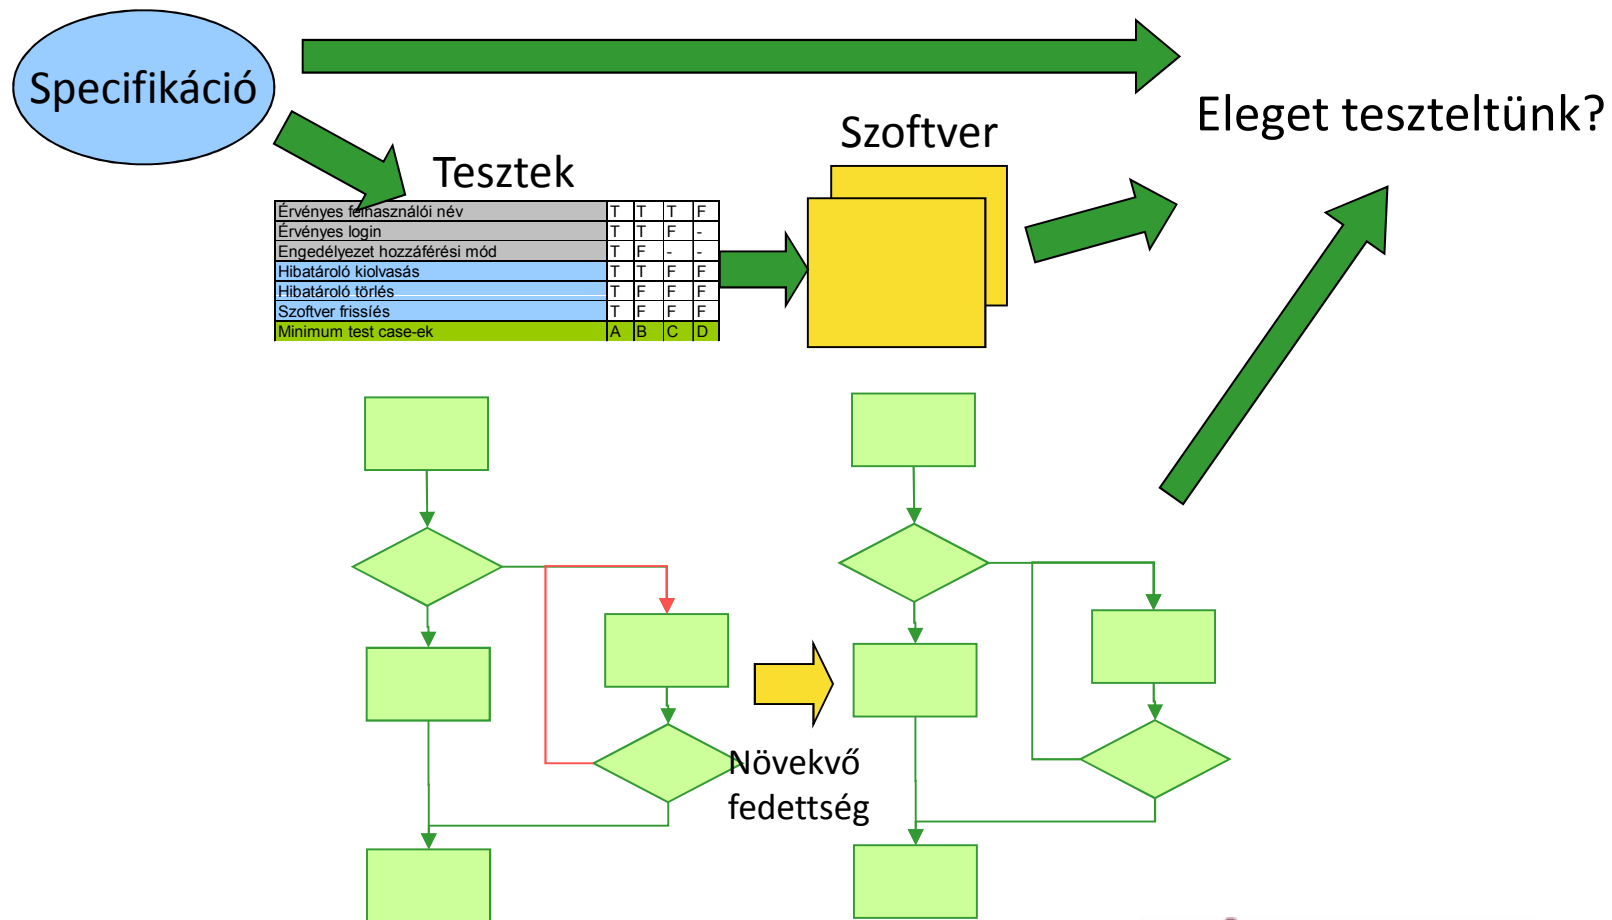 Specifikáció
Eleget teszteltünk?
Szoftver
Tesztek
Érvényes felhasználói név T T T F
Érvényes login T T F -
Engedélyezet hozzáférési mód T F - -
Hibatároló kiolvasás T T F F
Hibatároló törlés T F F F
Szoftver frissíés T F F F
Minimum test case-ek A B C D
Növekvő
fedettség